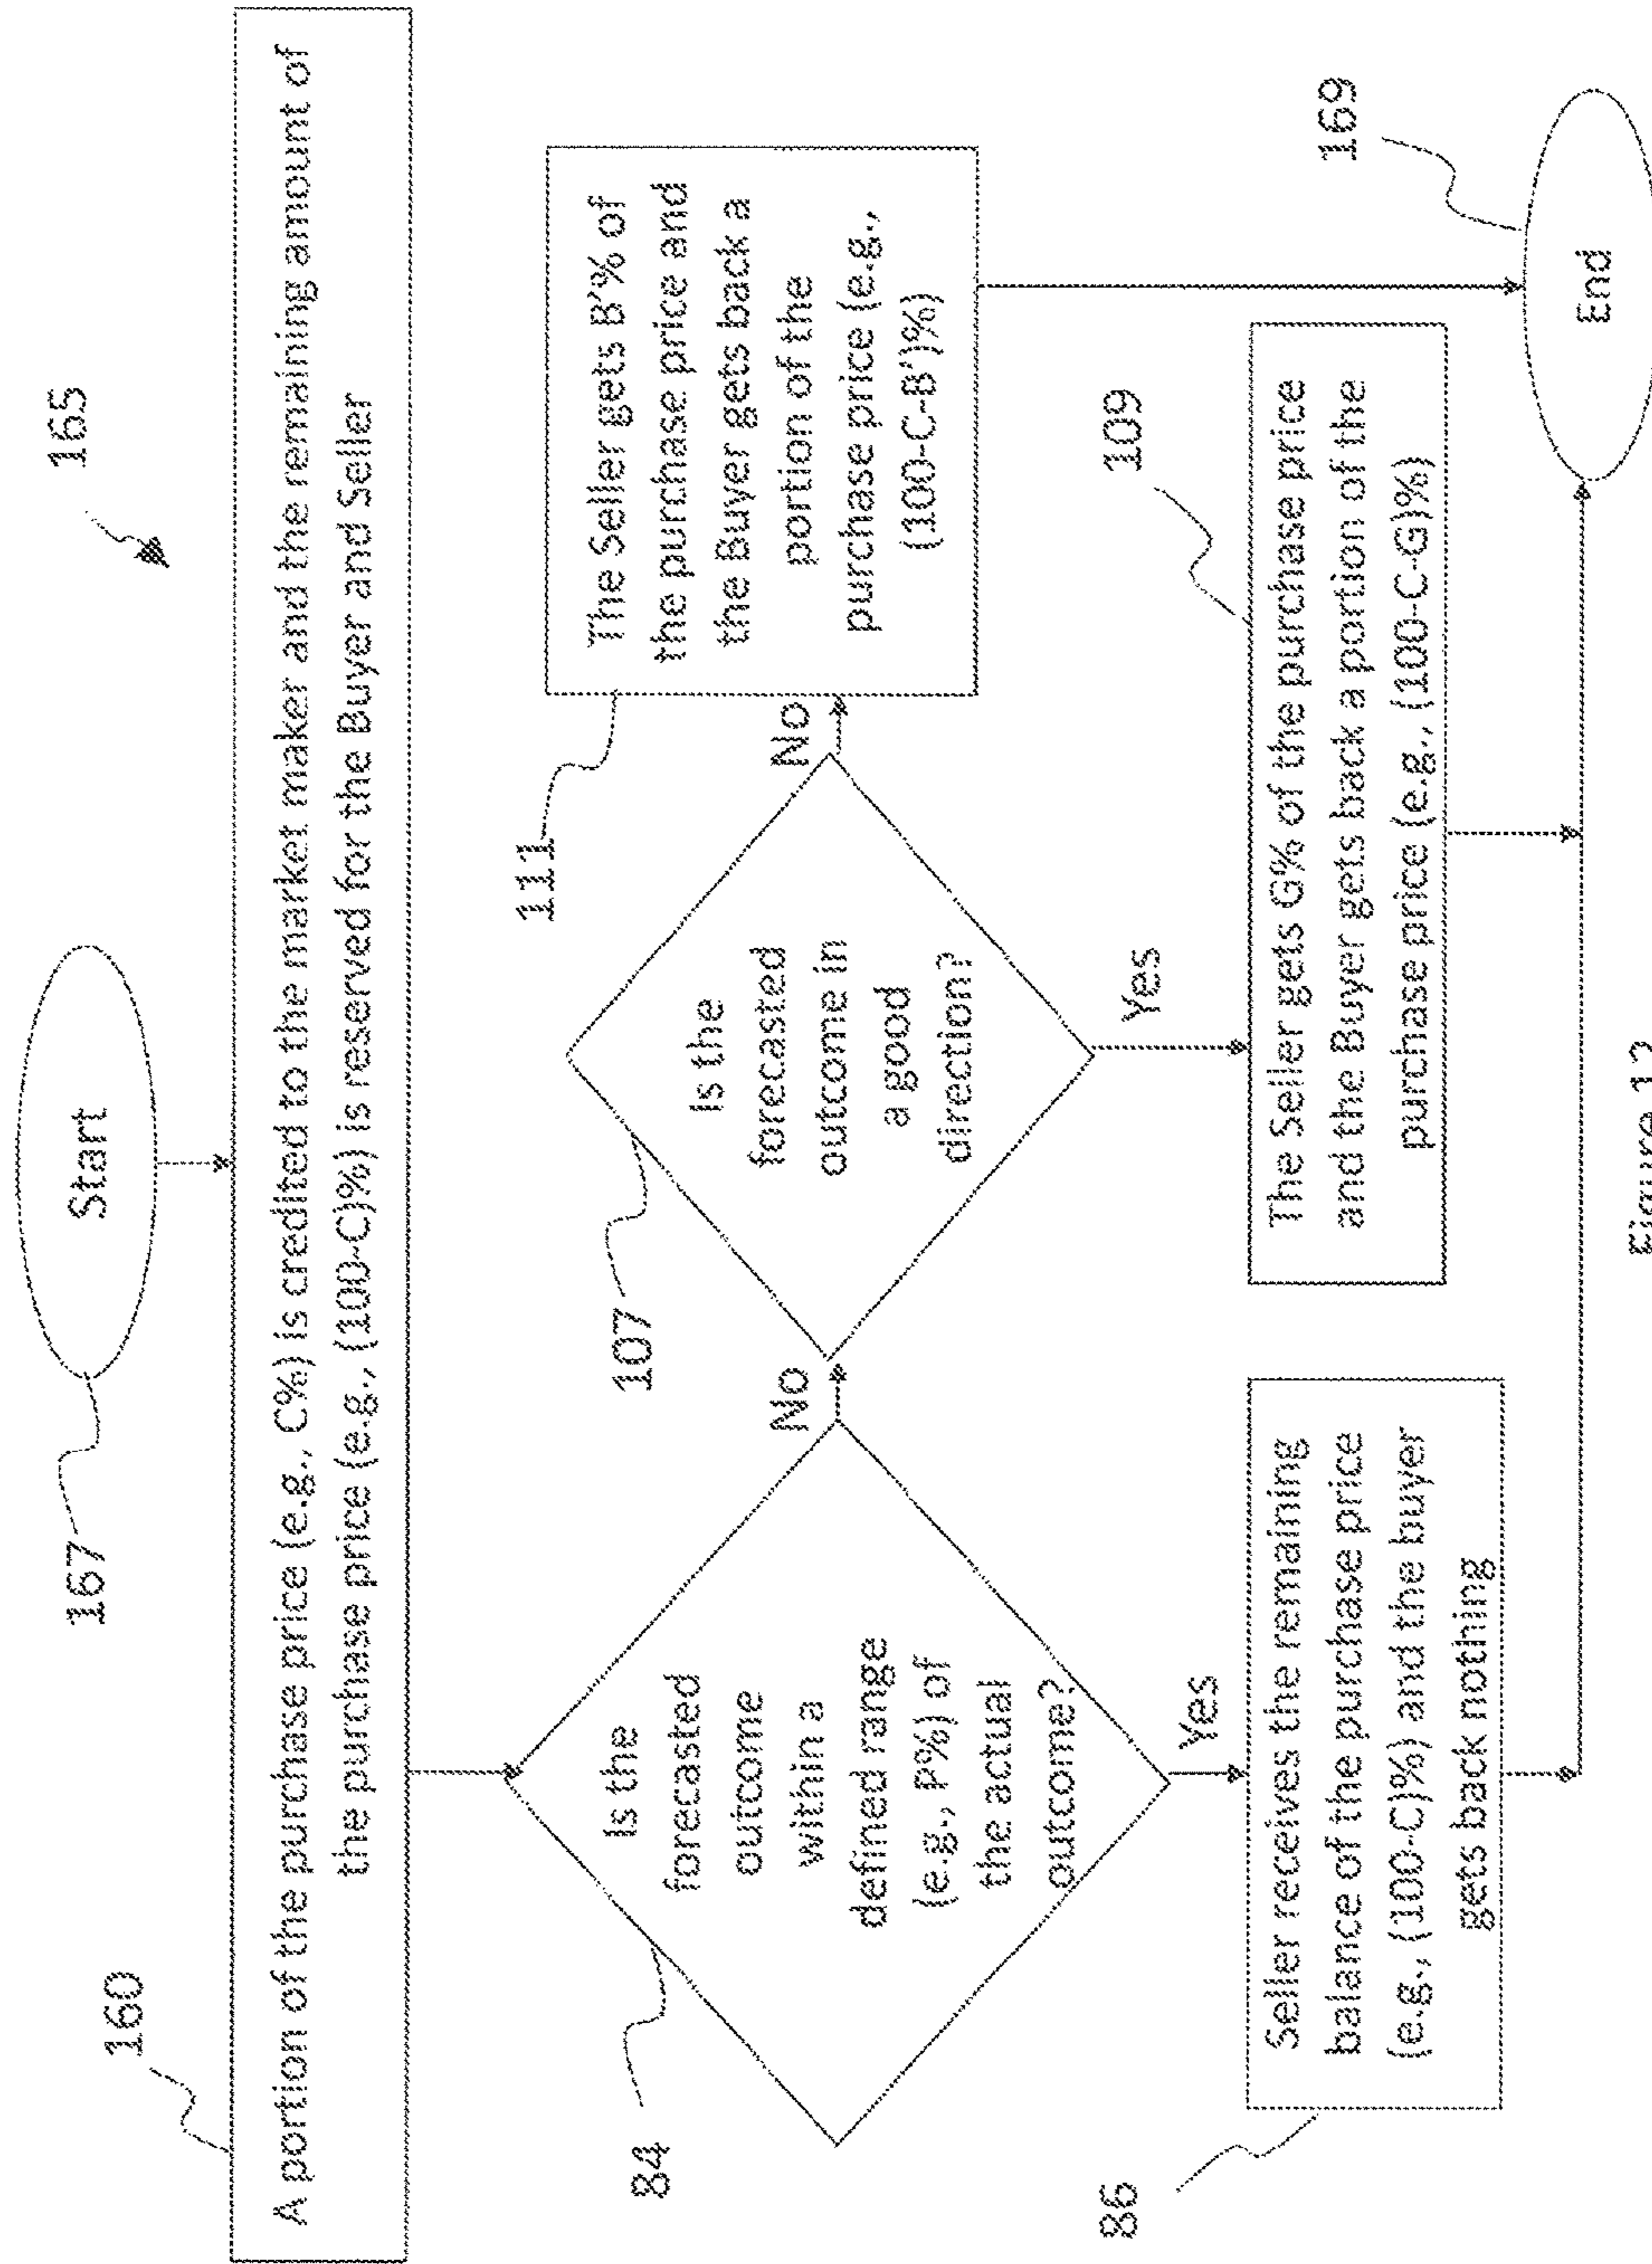 165
167
Start
160
A portion of the purchase price (e.g., C%) is credited to the market maker and the remaining amount of
the purchase price (e.g., (100-C)%) is reserved for the Buyer and Seller
84
Is the
forecasted
outcome
within a
defined range
(e.g., P%) of
the actual
outcome?
No
Yes
107
Is the
forecasted
outcome in
a good
direction?
No
Yes
111
The Seller gets B'% of
the purchase price and
the Buyer gets back a
portion of the
purchase price (e.g.,
(100-C-B')%)
86
Seller receives the remaining
balance of the purchase price
(e.g., (100-C)%) and the buyer
gets back nothing
109
The Seller gets G% of the purchase price
and the Buyer gets back a portion of the
purchase price (e.g., (100-C-G)%)
169
End
Figure